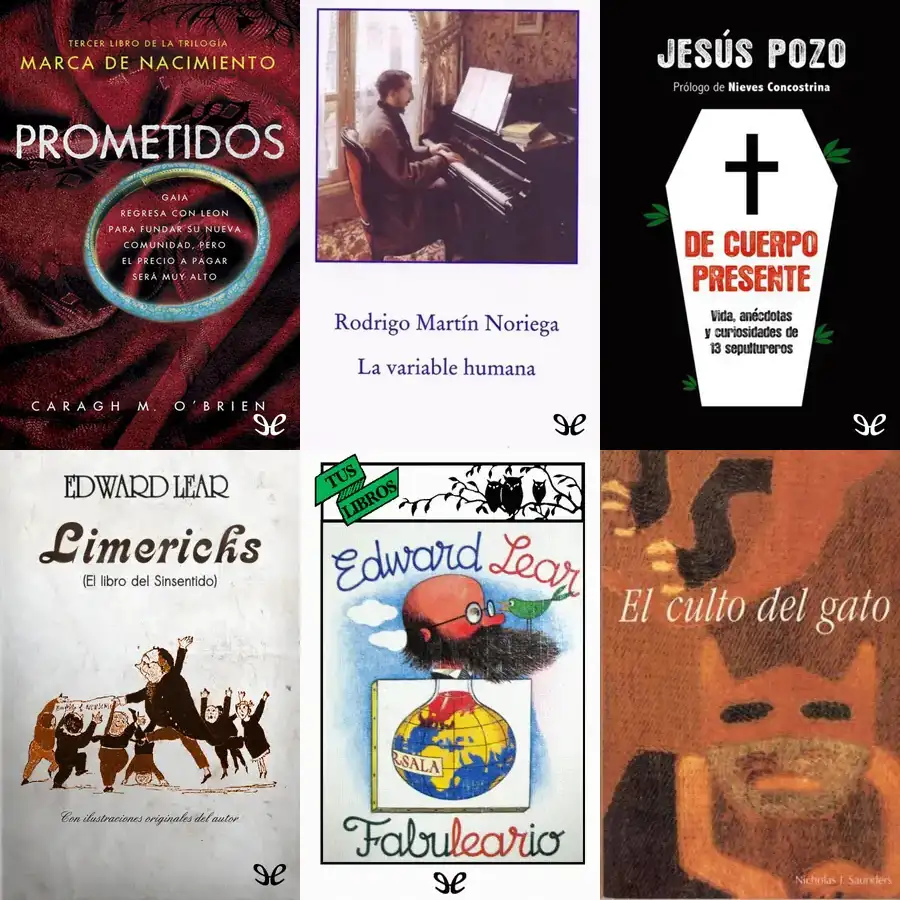 TERCER LIBRO DE LA TRILOGÍA
MARCA DE NACIMIENTO
PROMETIDOS
GAIA
REGRESA CON LEON
PARA FUNDAR SU NUEVA
COMUNIDAD, PERO
EL PRECIO A PAGAR
SERÁ MUY ALTO
CARAGH M. O'BRIEN
Rodrigo Martín Noriega
La variable humana
JESÚS POZO
Prólogo de Nieves Concostrina
DE CUERPO
PRESENTE
Vida, anécdotas
y curiosidades de
13 sepultureros
EDWARD LEAR
Limericks
(El libro del Sinsentido)
Con ilustraciones originales del autor
TUS
LIBROS
Edward Lear
SALA
Fabuleario
El culto del gato
Nicholas J. Saunders